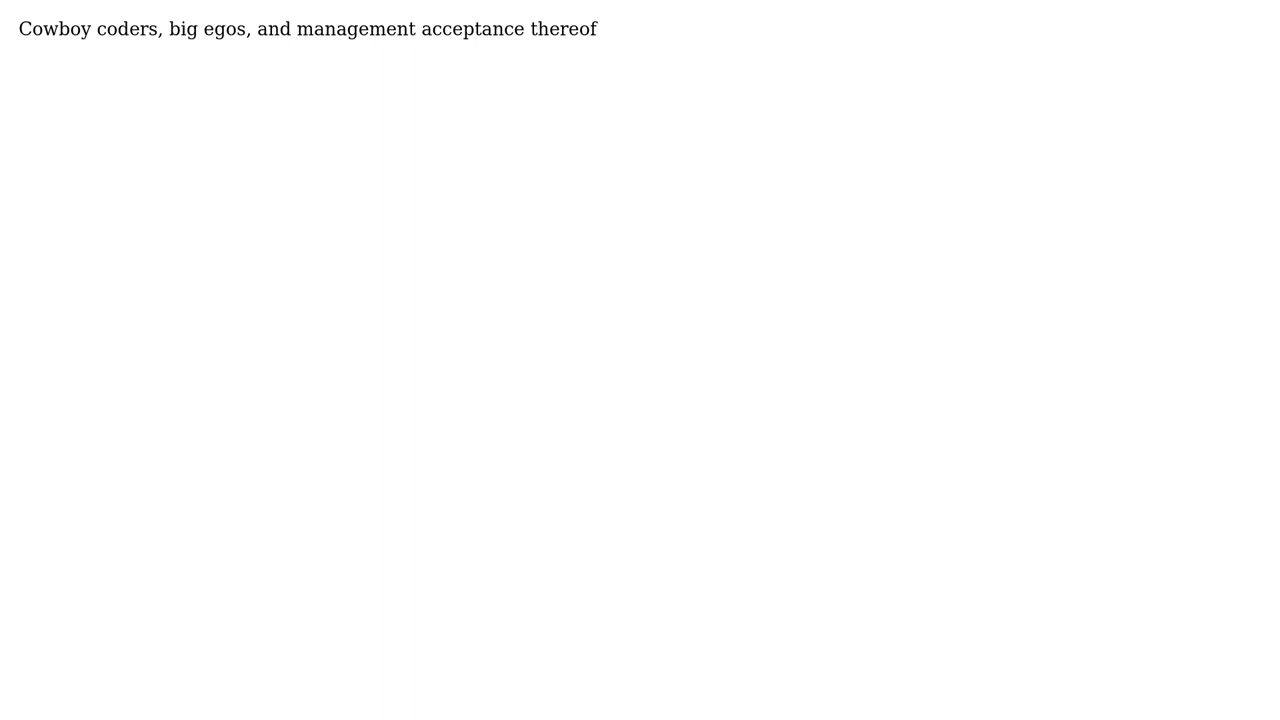 Cowboy coders, big egos, and management acceptance thereof